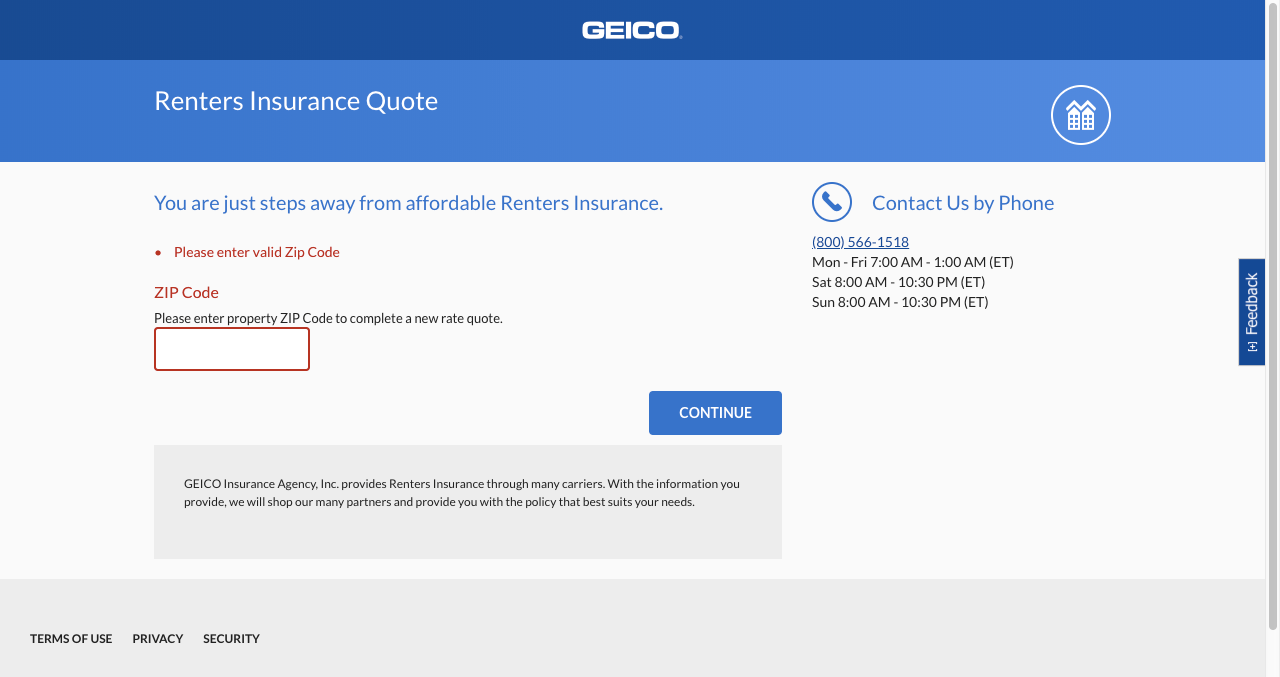 GEICO
Renters Insurance Quote
You are just steps away from affordable Renters Insurance.
Please enter valid Zip Code
ZIP Code
Please enter property ZIP Code to complete a new rate quote.
CONTINUE
GEICO Insurance Agency, Inc. provides Renters Insurance through many carriers. With the information you
provide, we will shop our many partners and provide you with the policy that best suits your needs.
Contact Us by Phone
(800) 566-1518
Mon - Fri 7:00 AM - 1:00 AM (ET)
Sat 8:00 AM - 10:30 PM (ET)
Sun 8:00 AM - 10:30 PM (ET)
[+] Feedback
TERMS OF USE PRIVACY SECURITY